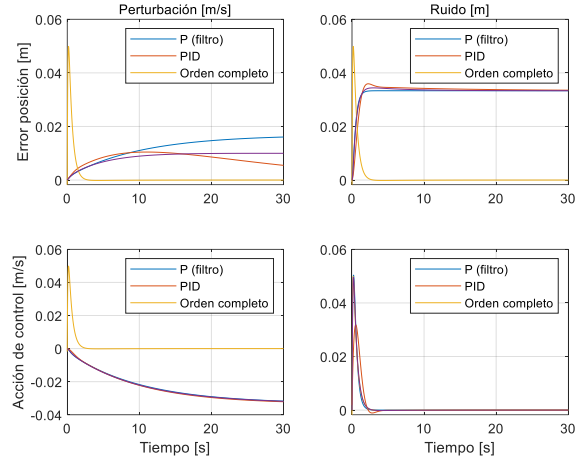 Perturbación [m/s]
Error posición [m]
0.06
0.04
0.02
0
0
10
20
30
P (filtro)
PID
Orden completo
Ruido [m]
0.06
0.04
0.02
0
0
10
20
30
P (filtro)
PID
Orden completo
Acción de control [m/s]
0.06
0.04
0.02
0
-0.02
-0.04
0
10
20
30
Tiempo [s]
P (filtro)
PID
Orden completo
0.06
0.04
0.02
0
0
10
20
30
Tiempo [s]
P (filtro)
PID
Orden completo